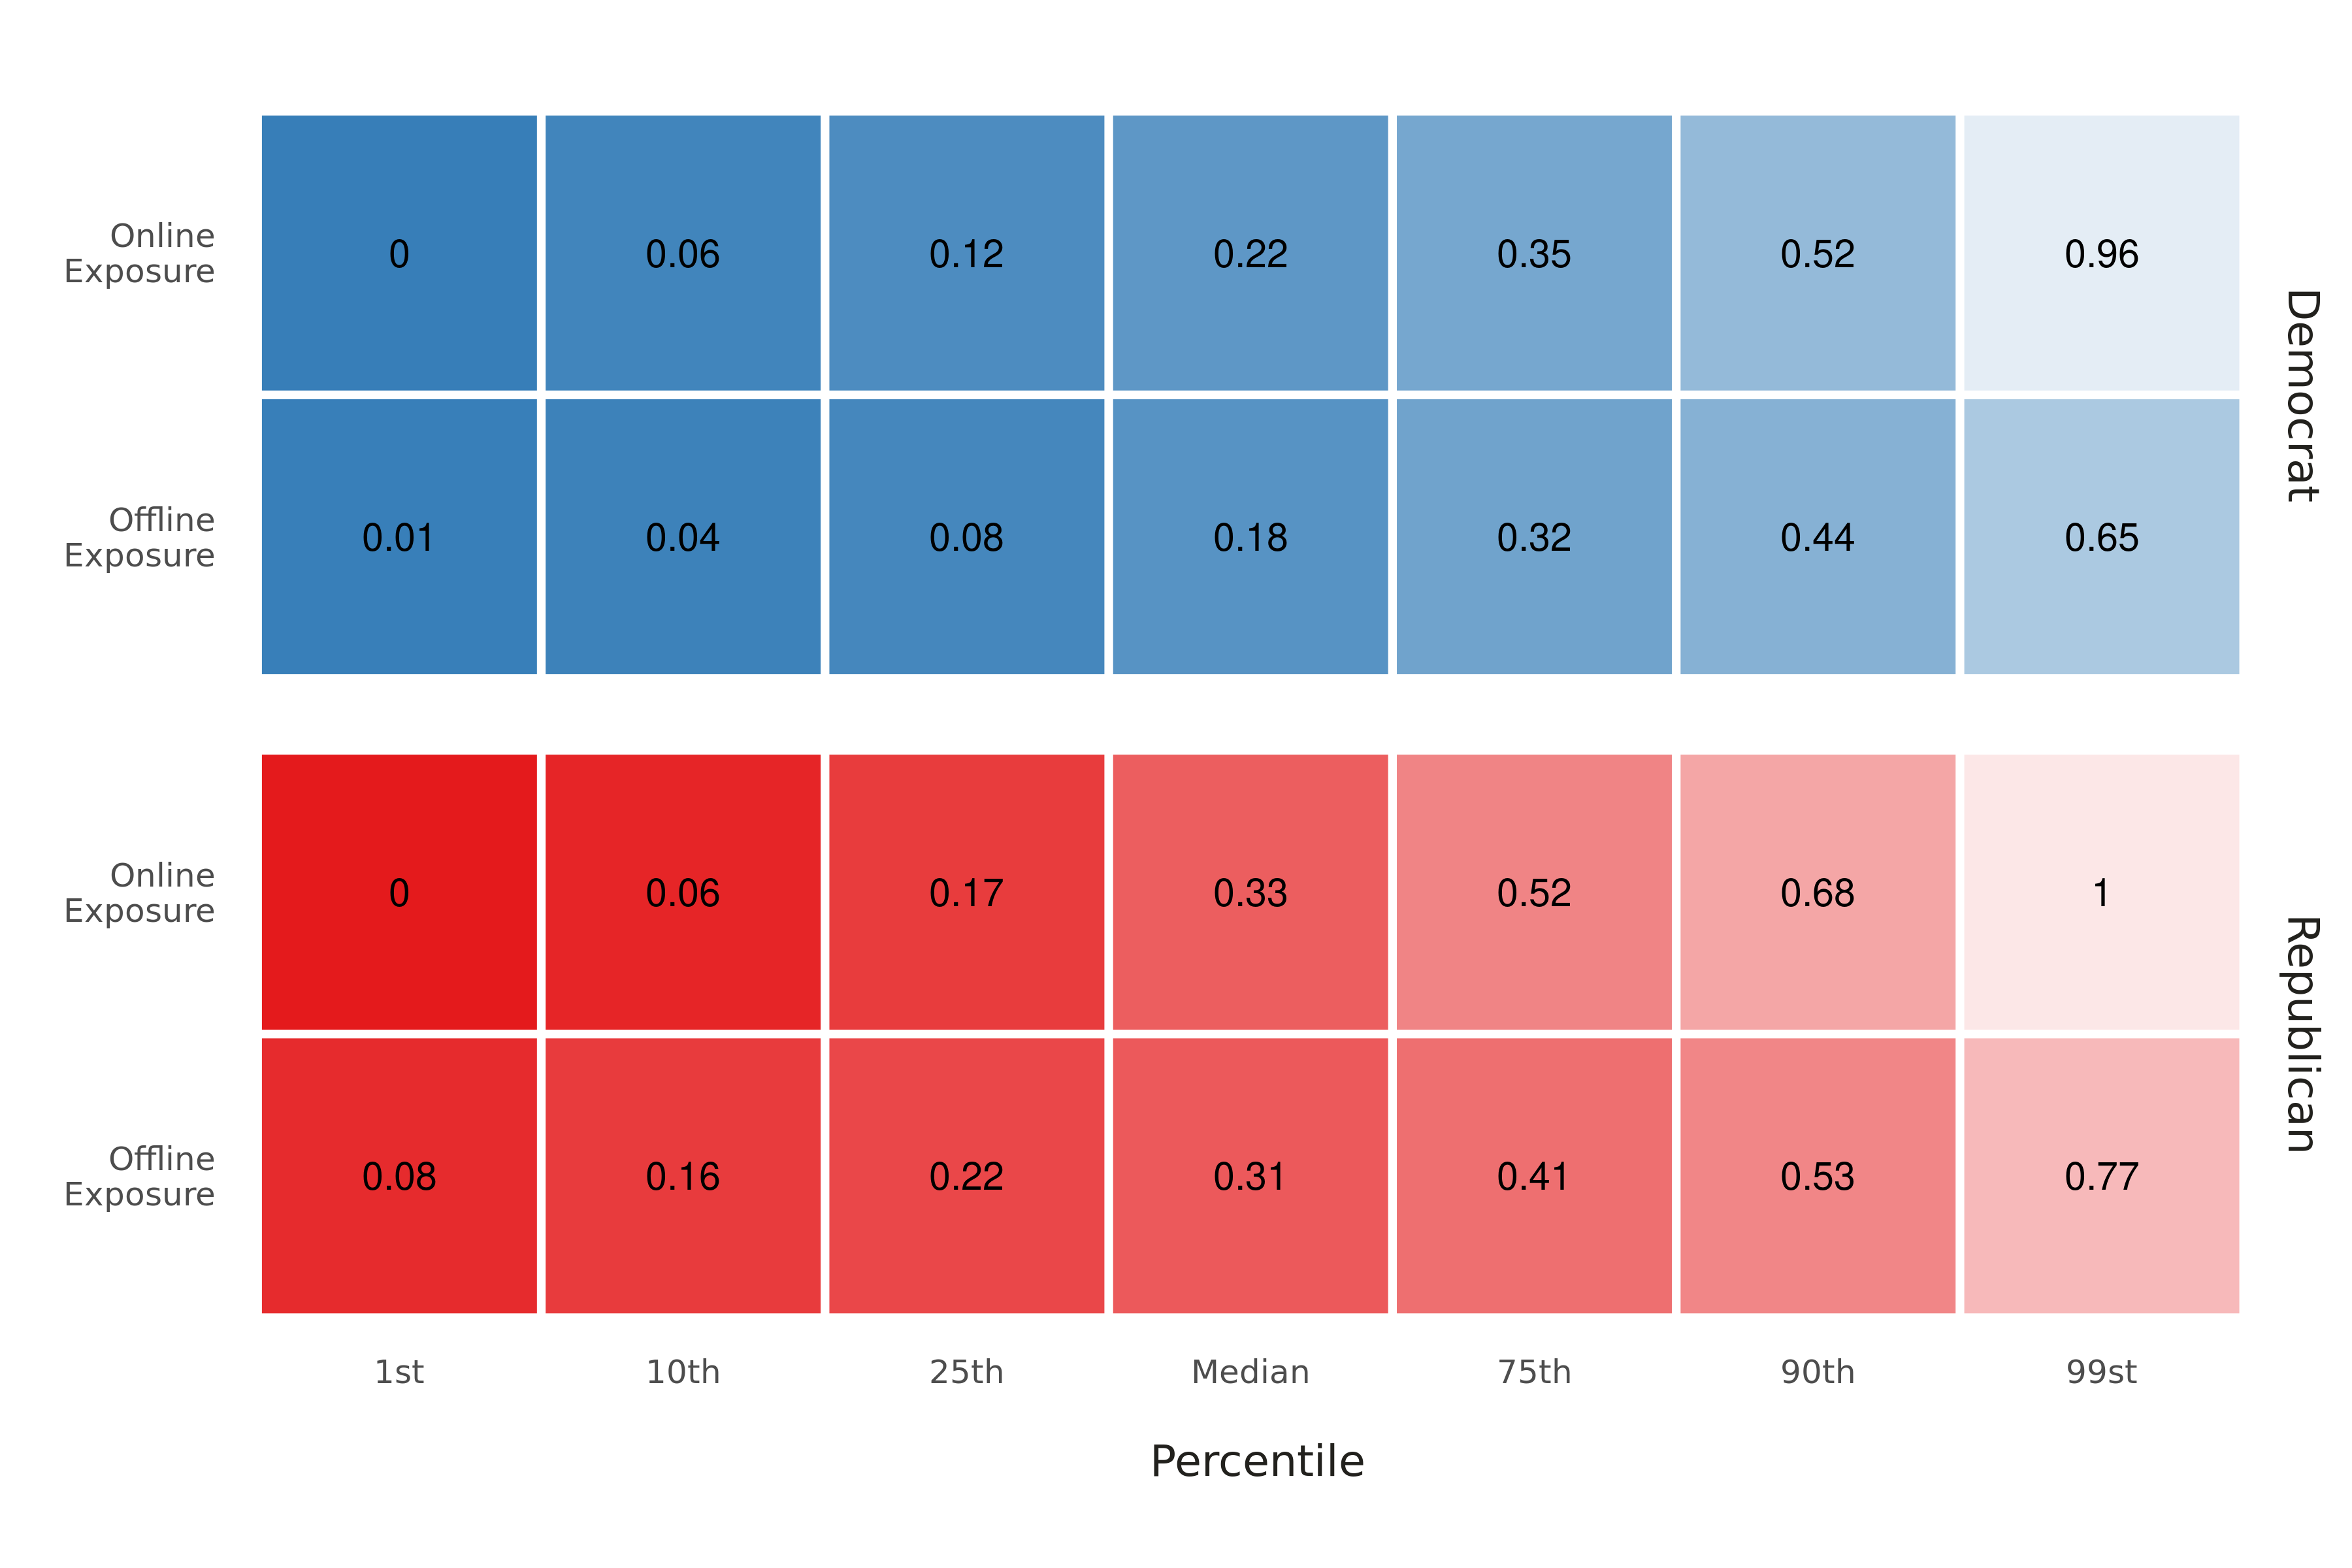 Online
Exposure
0 0.06 0.12 0.22 0.35 0.52 0.96
Democrat
Offline
Exposure
0.01 0.04 0.08 0.18 0.32 0.44 0.65
Online
Exposure
0 0.06 0.17 0.33 0.52 0.68 1
Republican
Offline
Exposure
0.08 0.16 0.22 0.31 0.41 0.53 0.77
1st 10th 25th Median 75th 90th 99st
Percentile